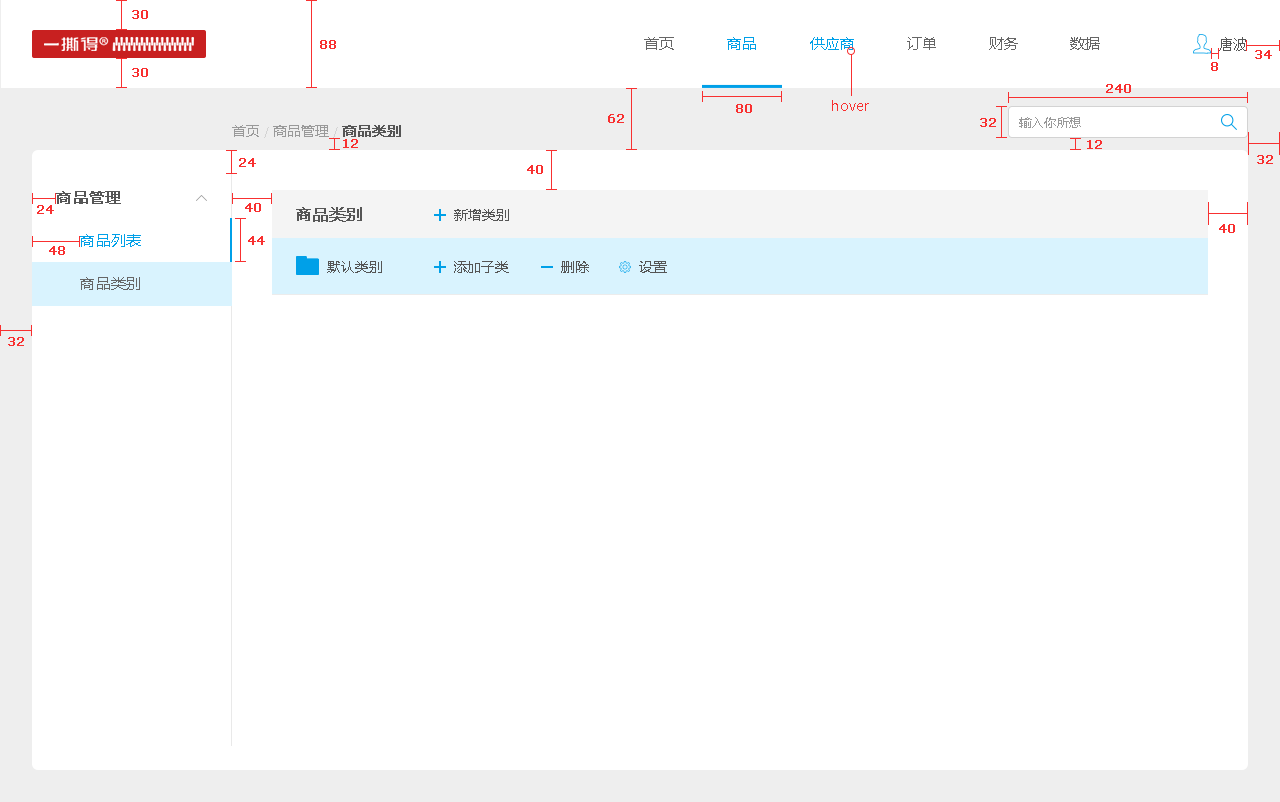 30
88
30
一撕得®
首页 商品 供应商 订单 财务 数据 唐波
34
8
80
hover
240
62
32
输入你所想
首页 / 商品管理 / 商品类别
12
12
32
24
40
商品管理
24
40
商品类别 + 新增类别
40
商品列表
44
48
默认类别 + 添加子类 — 删除 设置
商品类别
32